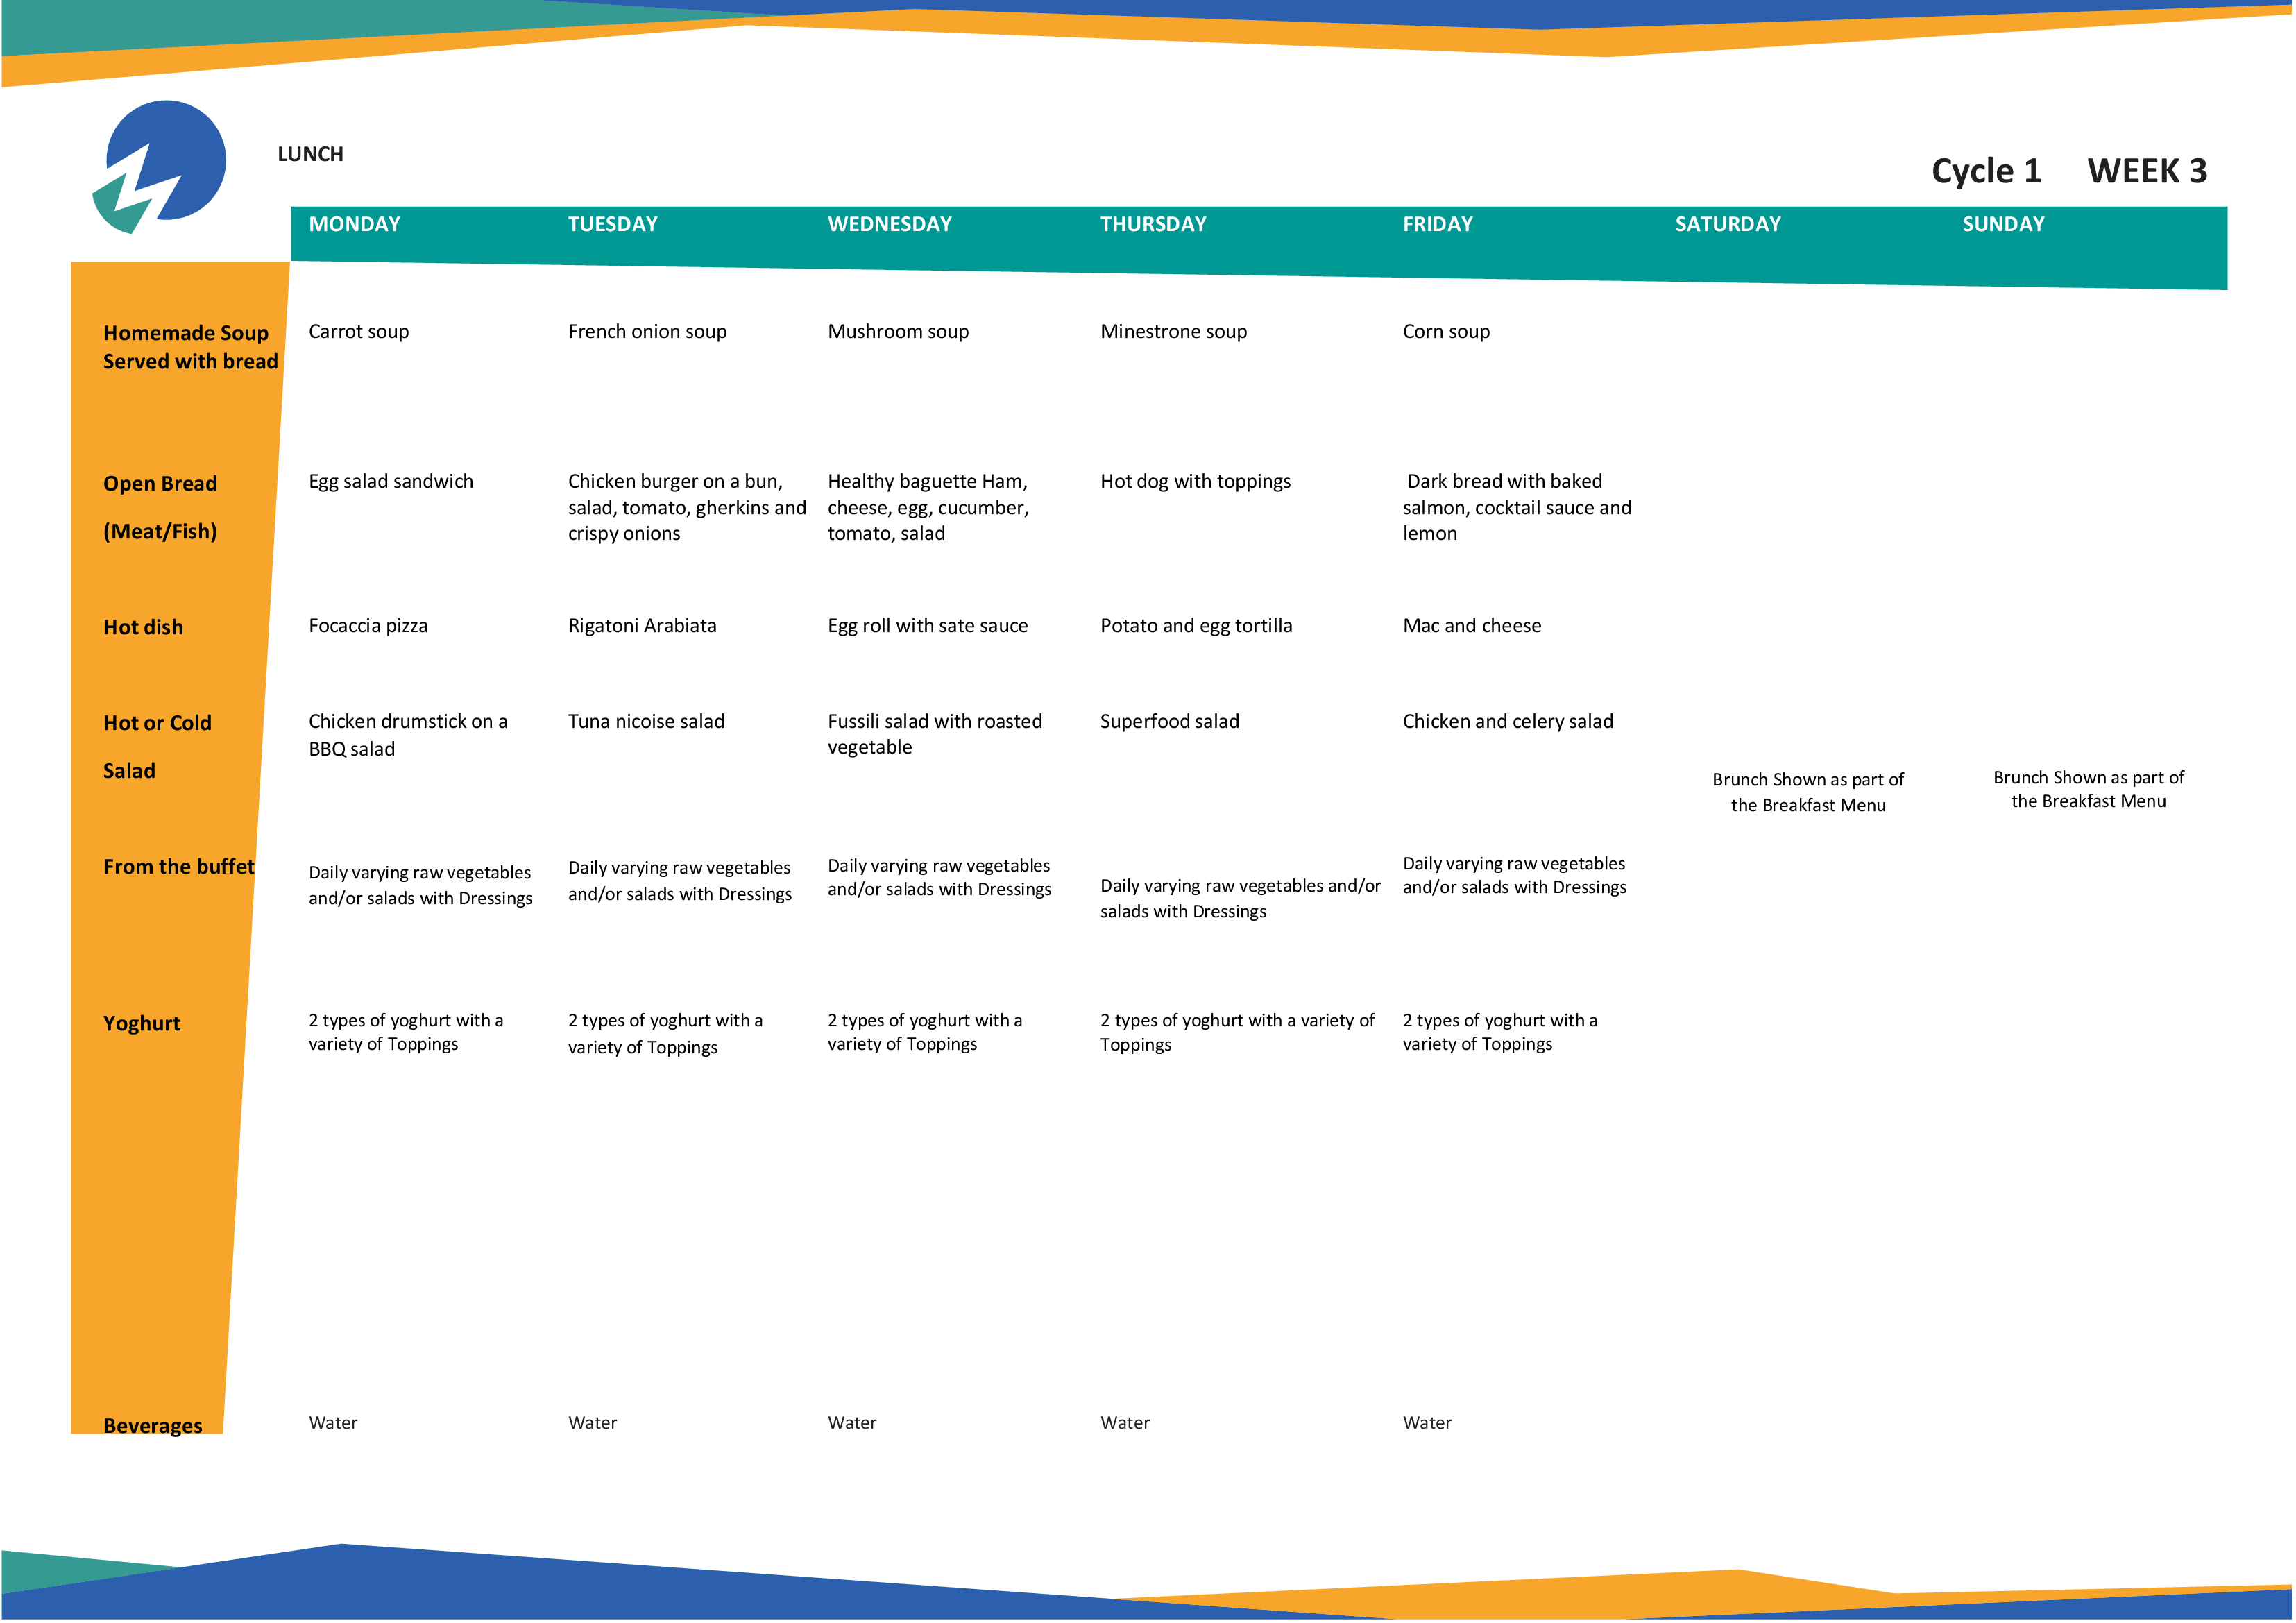 LUNCH
Cycle 1 WEEK 3
MONDAY TUESDAY WEDNESDAY THURSDAY FRIDAY SATURDAY SUNDAY
Homemade Soup
Served with bread
Carrot soup
French onion soup
Mushroom soup
Minestrone soup
Corn soup
Open Bread
(Meat/Fish)
Egg salad sandwich
Chicken burger on a bun,
salad, tomato, gherkins and
crispy onions
Healthy baguette Ham,
cheese, egg, cucumber,
tomato, salad
Hot dog with toppings
Dark bread with baked
salmon, cocktail sauce and
lemon
Hot dish
Focaccia pizza
Rigatoni Arabiata
Egg roll with sate sauce
Potato and egg tortilla
Mac and cheese
Hot or Cold
Salad
Chicken drumstick on a
BBQ salad
Tuna nicoise salad
Fussili salad with roasted
vegetable
Superfood salad
Chicken and celery salad
Brunch Shown as part of
the Breakfast Menu
Brunch Shown as part of
the Breakfast Menu
From the buffet
Daily varying raw vegetables
and/or salads with Dressings
Daily varying raw vegetables
and/or salads with Dressings
Daily varying raw vegetables
and/or salads with Dressings
Daily varying raw vegetables and/or
salads with Dressings
Daily varying raw vegetables
and/or salads with Dressings
Yoghurt
2 types of yoghurt with a
variety of Toppings
2 types of yoghurt with a
variety of Toppings
2 types of yoghurt with a
variety of Toppings
2 types of yoghurt with a variety of
Toppings
2 types of yoghurt with a
variety of Toppings
Beverages
Water
Water
Water
Water
Water